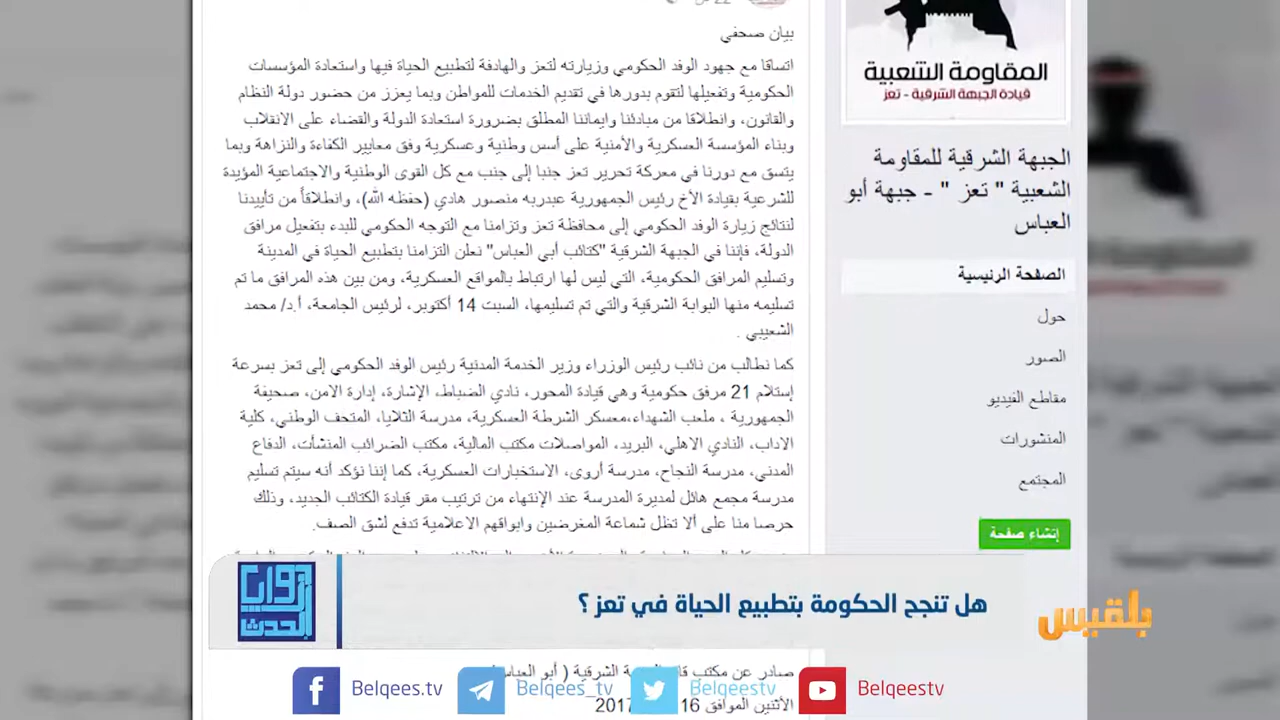 بيان صحفي
اتساقا مع جهود الوفد الحكومي وزيارته لتعز والهادفة لتطبيع الحياة فيها واستعادة المؤسسات
الحكومية وتفعيلها لتقوم بدورها في تقديم الخدمات للمواطن وبما يعزز من حضور دولة النظام
والقانون، وانطلاقا من مبادئنا وايماننا المطلق بضرورة استعادة الدولة والقضاء على الانقلاب
وبناء المؤسسة العسكرية والأمنية على أسس وطنية وعسكرية وفق معايير الكفاءة والنزاهة وبما
يتسق مع دورنا في معركة تحرير تعز جنبا إلى جنب مع كل القوى الوطنية والاجتماعية المؤيدة
للشرعية بقيادة الأخ رئيس الجمهورية عبدربه منصور هادي (حفظه الله)، وانطلاقاً من تأييدنا
لنتائج زيارة الوفد الحكومي إلى محافظة تعز وتزامنا مع التوجه الحكومي للبدء بتفعيل مرافق
الدولة، فإننا في الجبهة الشرقية "كتائب أبي العباس" نعلن التزامنا بتطبيع الحياة في المدينة
وتسليم المرافق الحكومية، التي ليس لها ارتباط بالمواقع العسكرية، ومن بين هذه المرافق ما تم
تسليمه منها البوابة الشرقية والتي تم تسليمها، السبت 14 أكتوبر، لرئيس الجامعة، أ.د/ محمد
الشعيبي .
كما نطالب من نائب رئيس الوزراء وزير الخدمة المدنية رئيس الوفد الحكومي إلى تعز بسرعة
إستلام 21 مرفق حكومية وهي قيادة المحور، نادي الضباط، الإشارة، إدارة الامن، صحيفة
الجمهورية ، ملعب الشهداء،معسكر الشرطة العسكرية، مدرسة الثلايا، المتحف الوطني، كلية
الاداب، النادي الاهلي، البريد، المواصلات مكتب المالية، مكتب الضرائب المنشأت، الدفاع
المدني، مدرسة النجاح، مدرسة أروى، الاستخبارات العسكرية، كما إننا نؤكد أنه سيتم تسليم
مدرسة مجمع هائل لمديرة المدرسة عند الإنتهاء من ترتيب مقر قيادة الكتائب الجديد، وذلك
حرصا منا على ألا تظل شماعة المغرضين وابواقهم الاعلامية تدفع لشق الصف.
صادر عن مكتب الشرقية ( أبو العباس
الأثنين الموافق 16 2017
المقاومة الشعبية
قيادة الجبهة الشرقية - تعز
الجبهة الشرقية للمقاومة
الشعبية " تعز " - جبهة أبو
العباس
الصفحة الرئيسية
حول
الصور
مقاطع الفيديو
المنشورات
المجتمع
إنشاء صفحة
هل تنجح الحكومة بتطبيع الحياة في تعز ؟
بلقيس
Belqees.tv
Belqees_tv
Belqeestv
Belqeestv